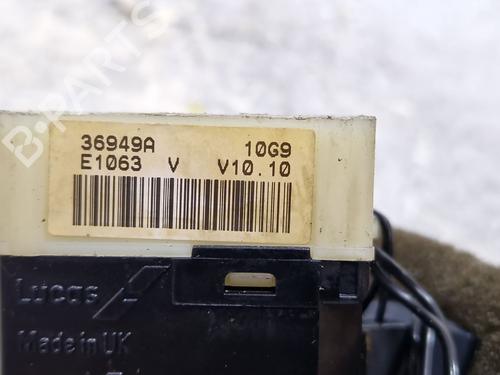 B-PARTS
36949A 10G9
E1063 V V10.10
Lucas
Made in UK